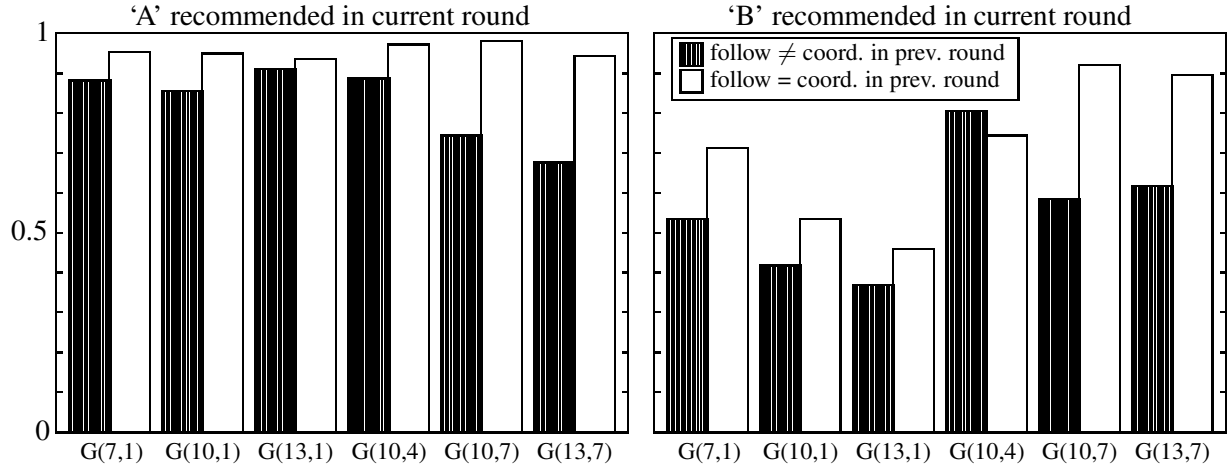 ‘A’ recommended in current round
‘B’ recommended in current round
1
0.5
0
follow ≠ coord. in prev. round
follow = coord. in prev. round
G(7,1) G(10,1) G(13,1) G(10,4) G(10,7) G(13,7)
G(7,1) G(10,1) G(13,1) G(10,4) G(10,7) G(13,7)